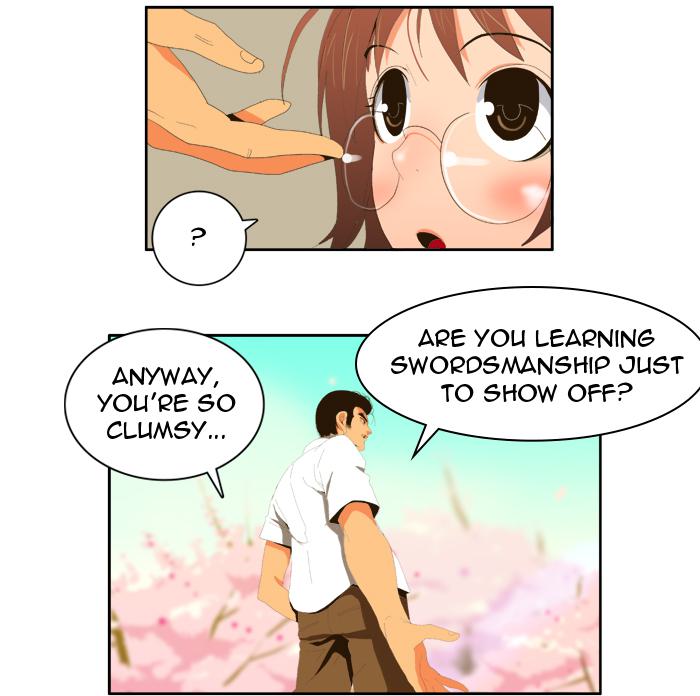 ?
ANYWAY,
YOU'RE SO
CLUMSY...
ARE YOU LEARNING
SWORDSMANSHIP JUST
TO SHOW OFF?